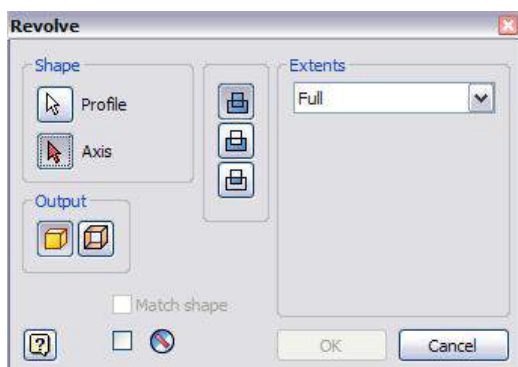 Revolve
Shape
Profile
Axis
Output
Extents
Full
Match shape
OK
Cancel